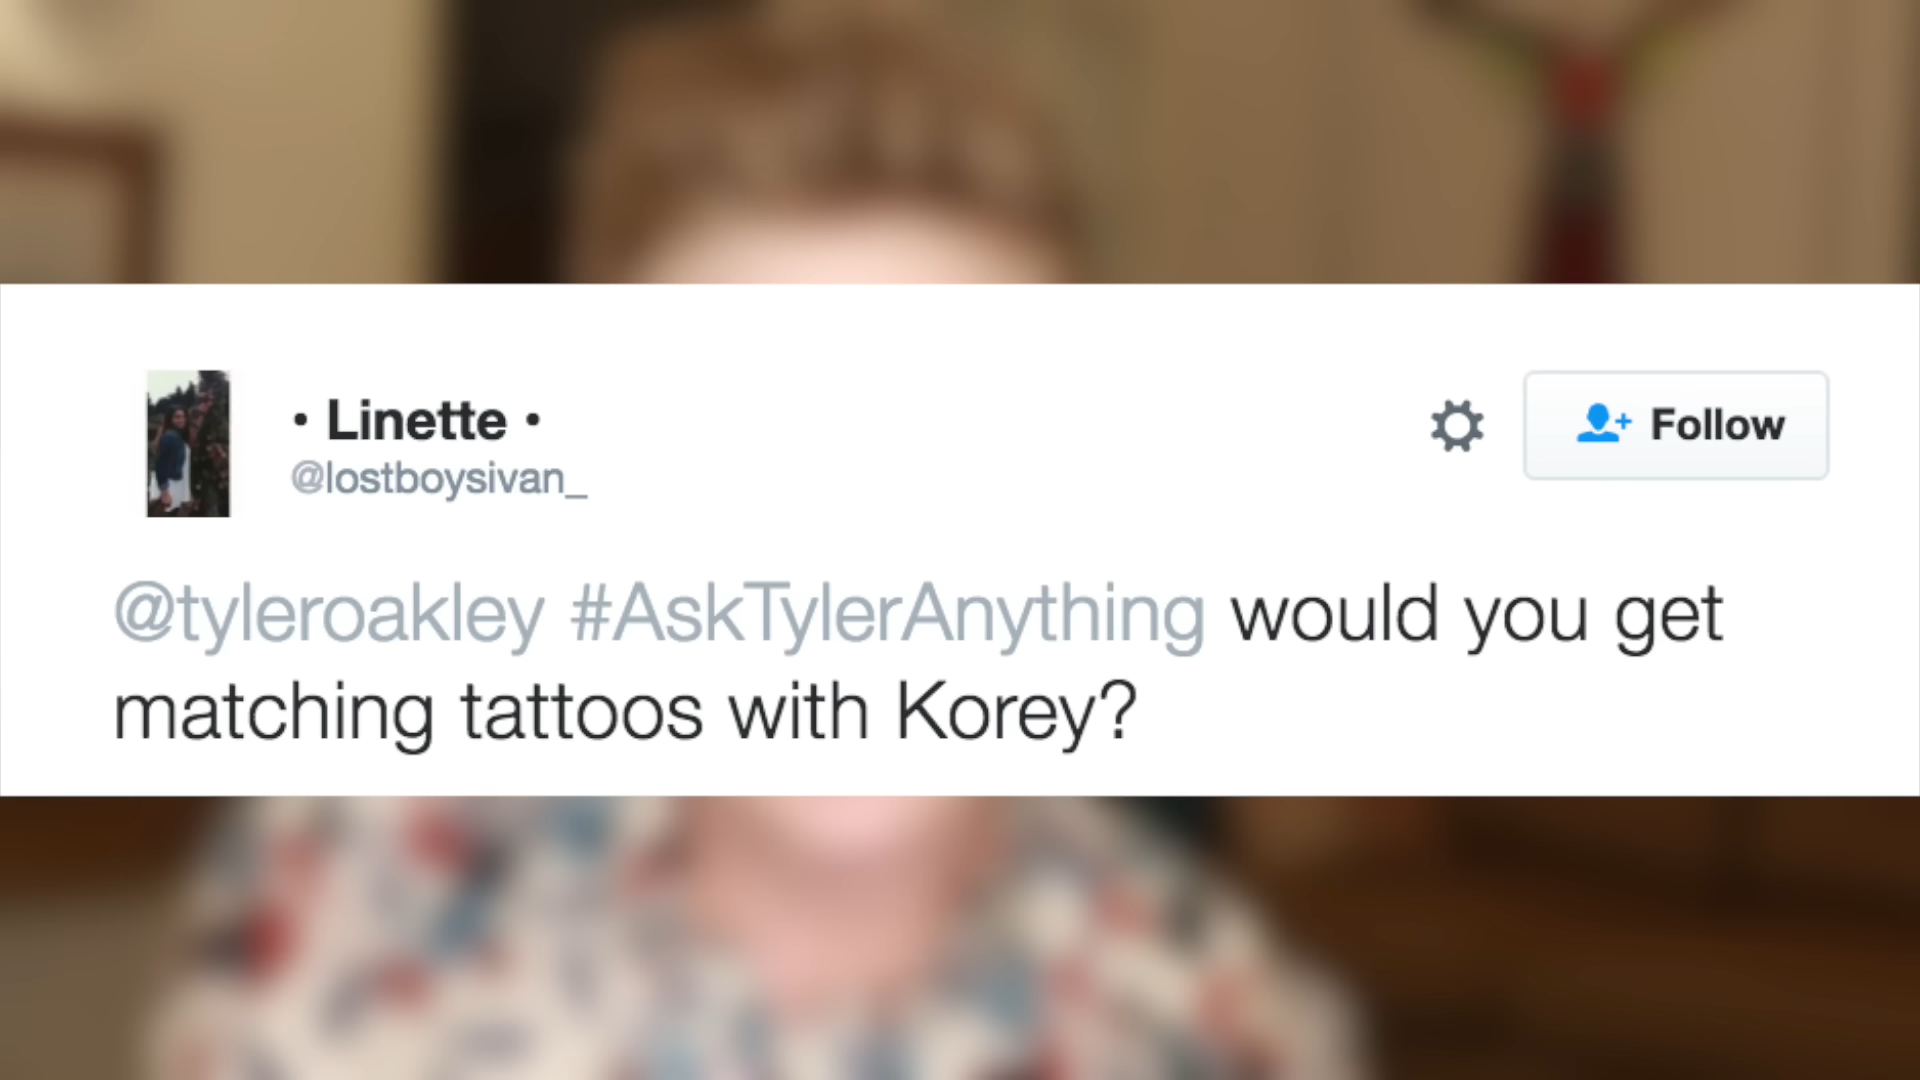 • Linette •
@lostboysivan_
Follow
@tyleroakley #AskTylerAnything would you get
matching tattoos with Korey?